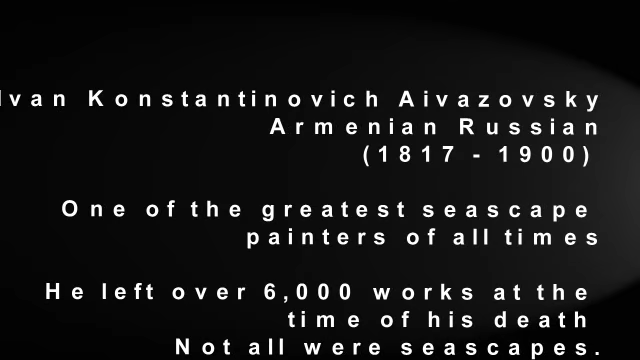 Ivan Konstantinovich Aivazovsky
Armenian Russian
(1817 - 1900)
One of the greatest seascape
painters of all times
He left over 6,000 works at the
time of his death
Not all were seascapes.